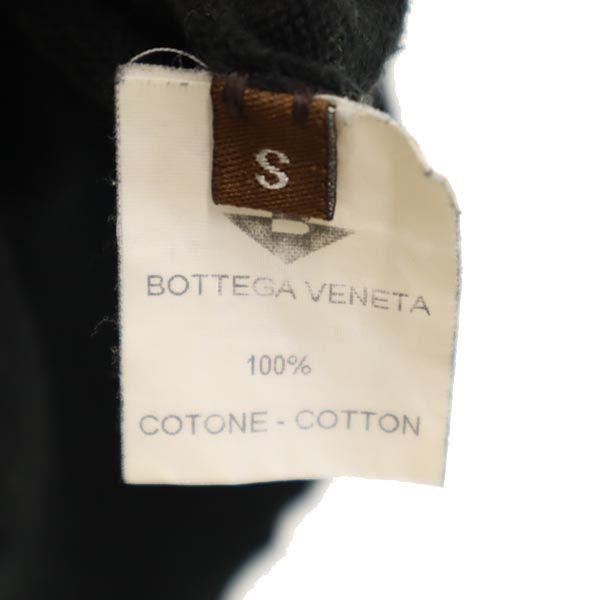 S
BOTTEGA VENETA
100%
COTONE - COTTON